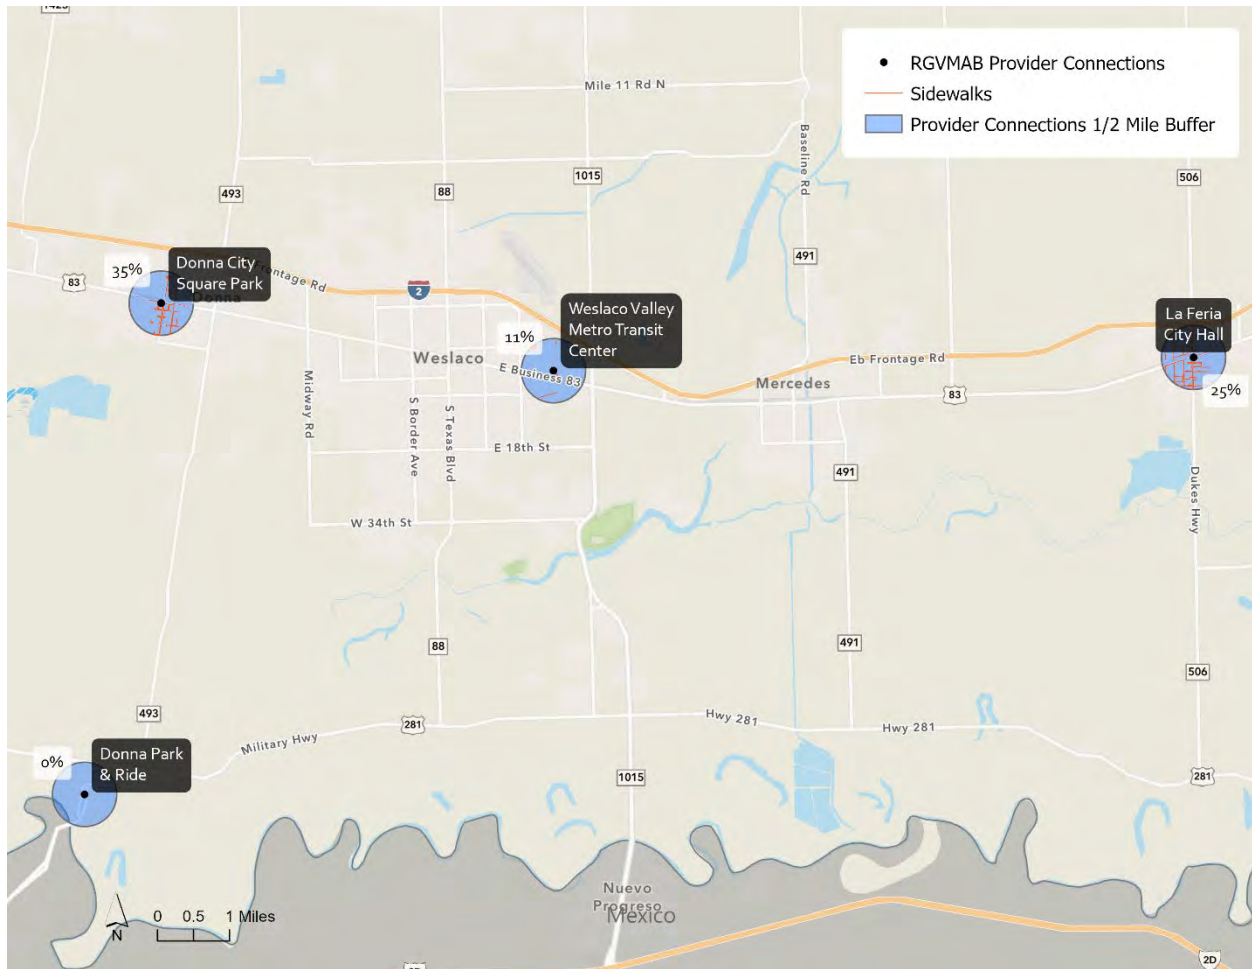 1423
RGVMAB Provider Connections
Sidewalks
Provider Connections 1/2 Mile Buffer
Mile 11 Rd N
Baseline Rd
493
88
1015
506
491
35%
Donna City
Square Park
Frontage Rd
Donna
83
2
Weslaco Valley
Metro Transit
Center
11%
Weslaco
E Business 83
La Feria
City Hall
25%
Eb Frontage Rd
Mercedes
83
Midway Rd
S Border Ave
S Texas Blvd
E 18th St
491
Dukes Hwy
W 34th St
88
491
506
493
281
Military Hwy
Hwy 281
Hwy 281
0%
Donna Park
& Ride
1015
281
Nuevo
Progreso
Mexico
N
0 0.5 1 Miles
2D
2D